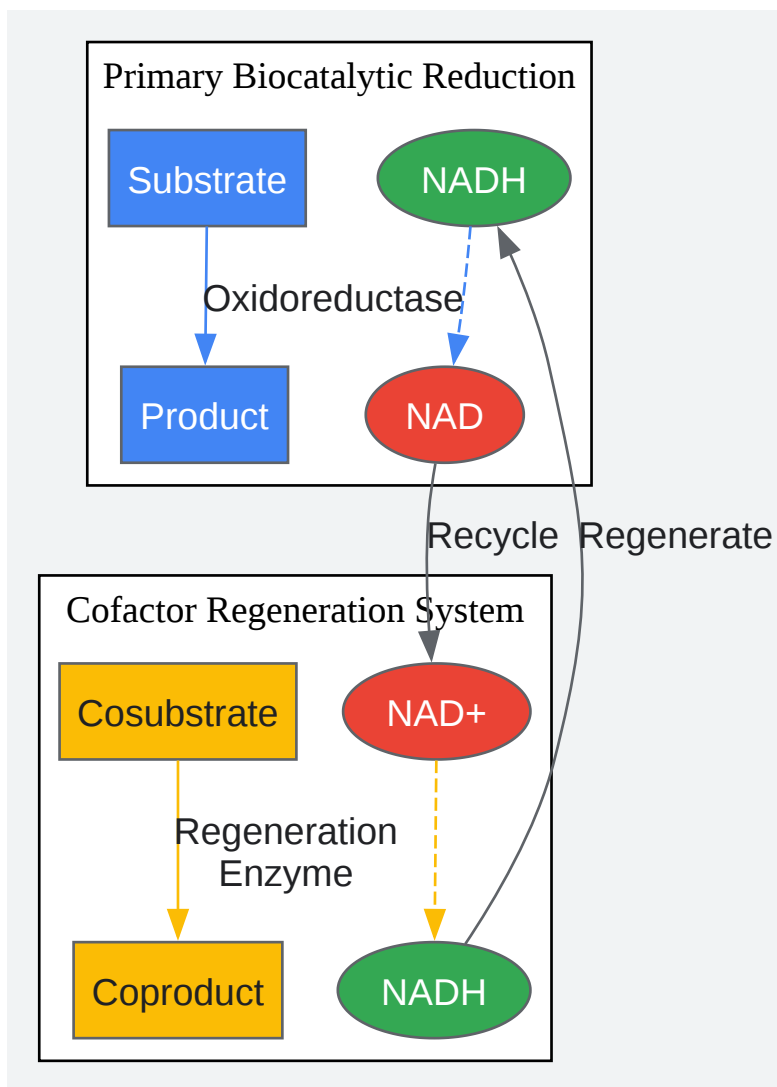 Primary Biocatalytic Reduction
Substrate
NADH
Oxidoreductase
Product
NAD
Recycle
Regenerate
Cofactor Regeneration System
Cosubstrate
NAD+
Regeneration
Enzyme
Coproduct
NADH